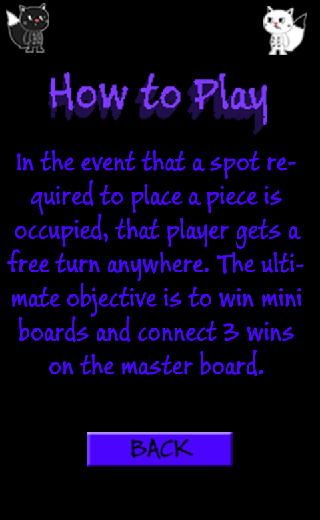 How to Play
In the event that a spot re-
quired to place a piece is
occupied, that player gets a
free turn anywhere. The ulti-
mate objective is to win mini
boards and connect 3 wins
on the master board.
BACK